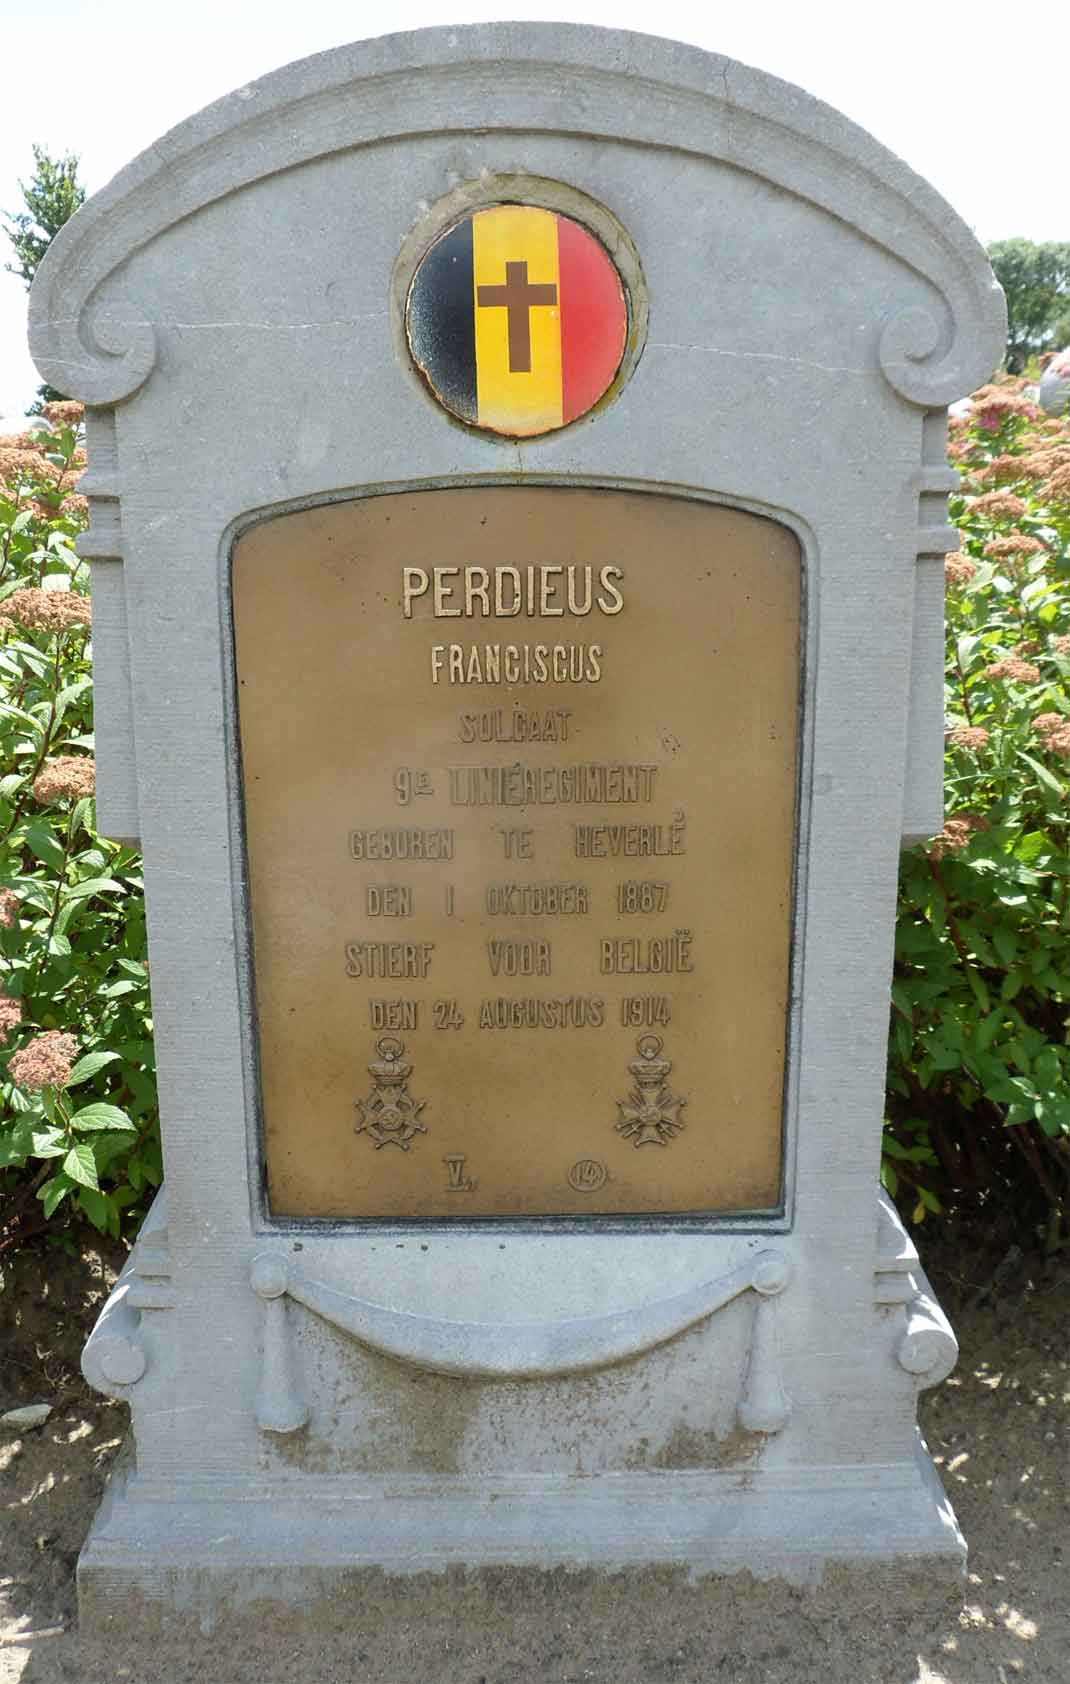 PERDIEUS
FRANCISCUS
SOLDAAT
9E LINIEREGIMENT
GEBOREN TE HEVERLÉ
DEN 1 OKTOBER 1887
STIERF VOOR BELGIË
DEN 24 AUGUSTUS 1914
V.
14